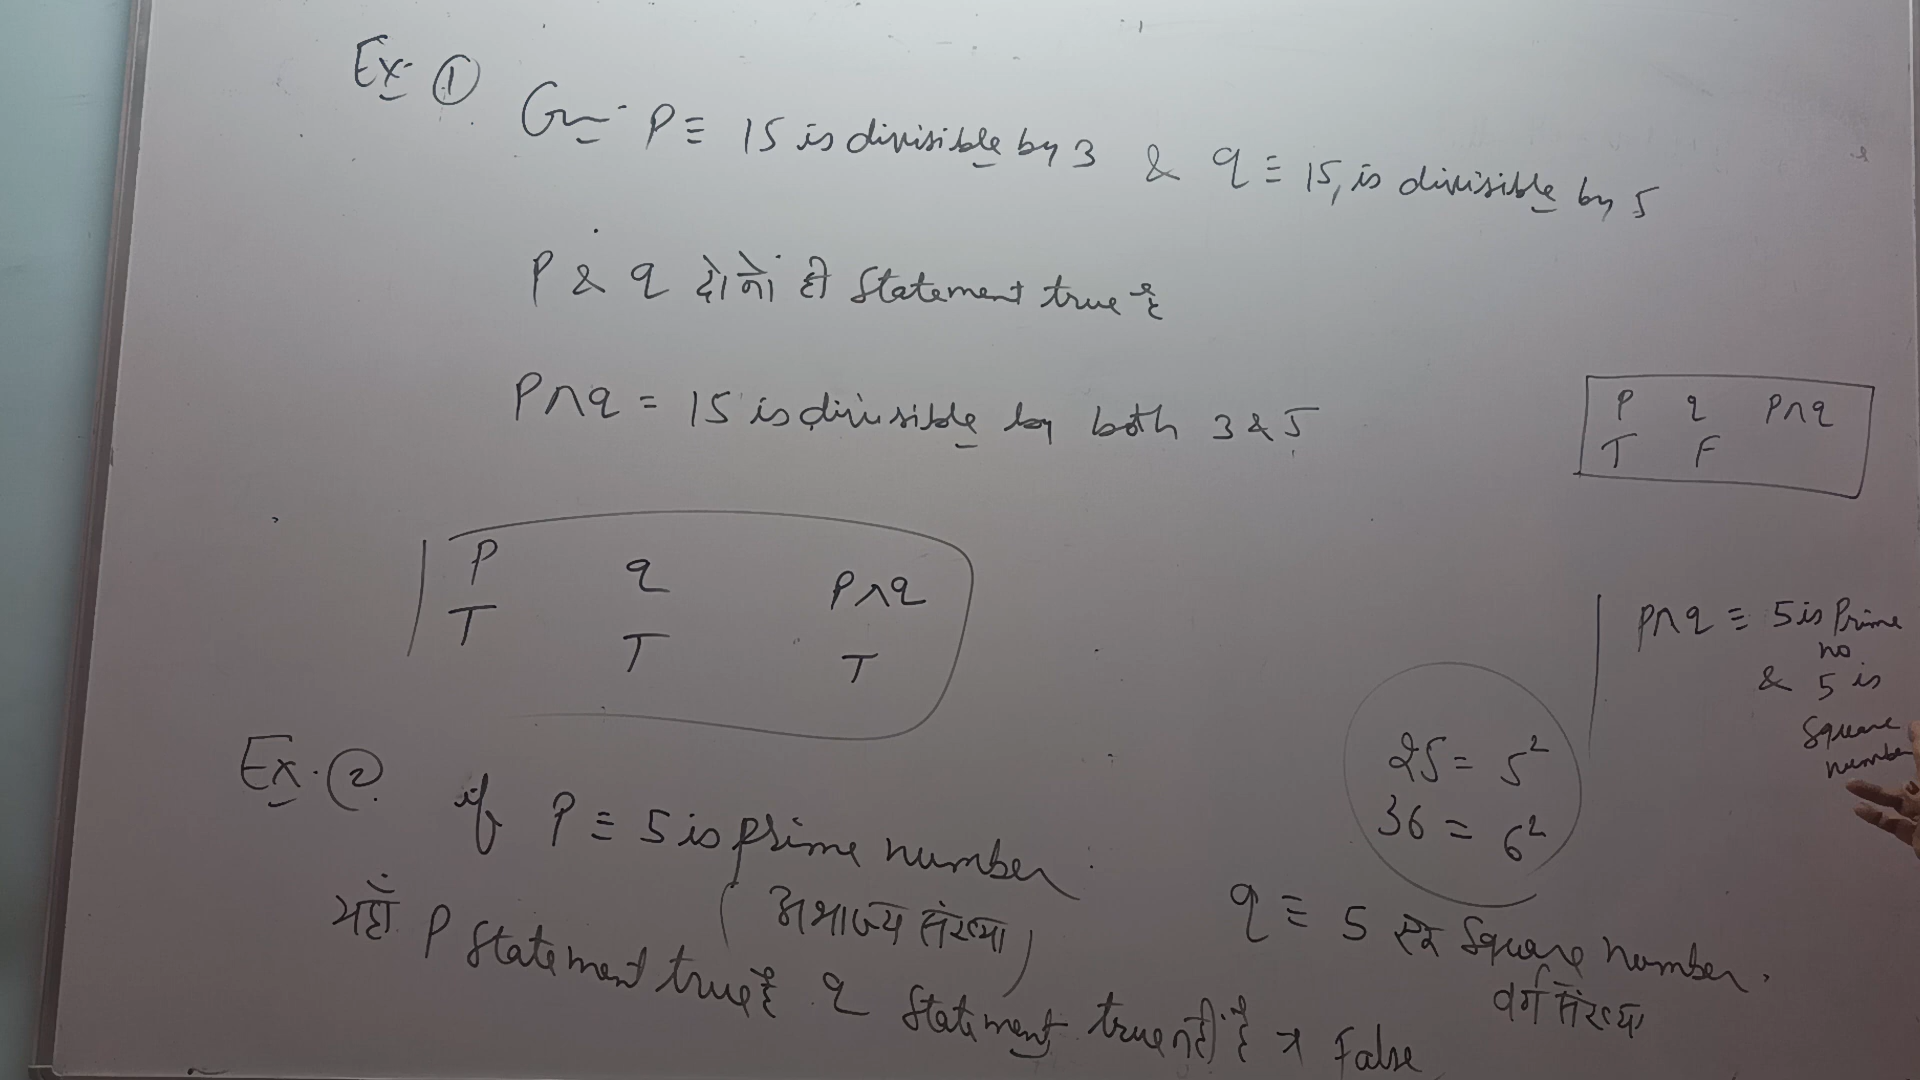 Ex. ①
Gn- P ≡ 15 is divisible by 3 & q ≡ 15, is divisible by 5
P & q दोनों ही Statement true है
P∧q = 15 is divisible by both 3 & 5
P q P∧q
T F
P q P∧q
T T T
P∧q ≡ 5 is Prime
no
& 5 is
Square
number
25 = 5²
36 = 6²
Ex. ② if P ≡ 5 is prime number
(अभाज्य संख्या)
q ≡ 5 एक Square number.
वर्ग संख्या
यहाँ P Statement true है q Statement true नहीं है False